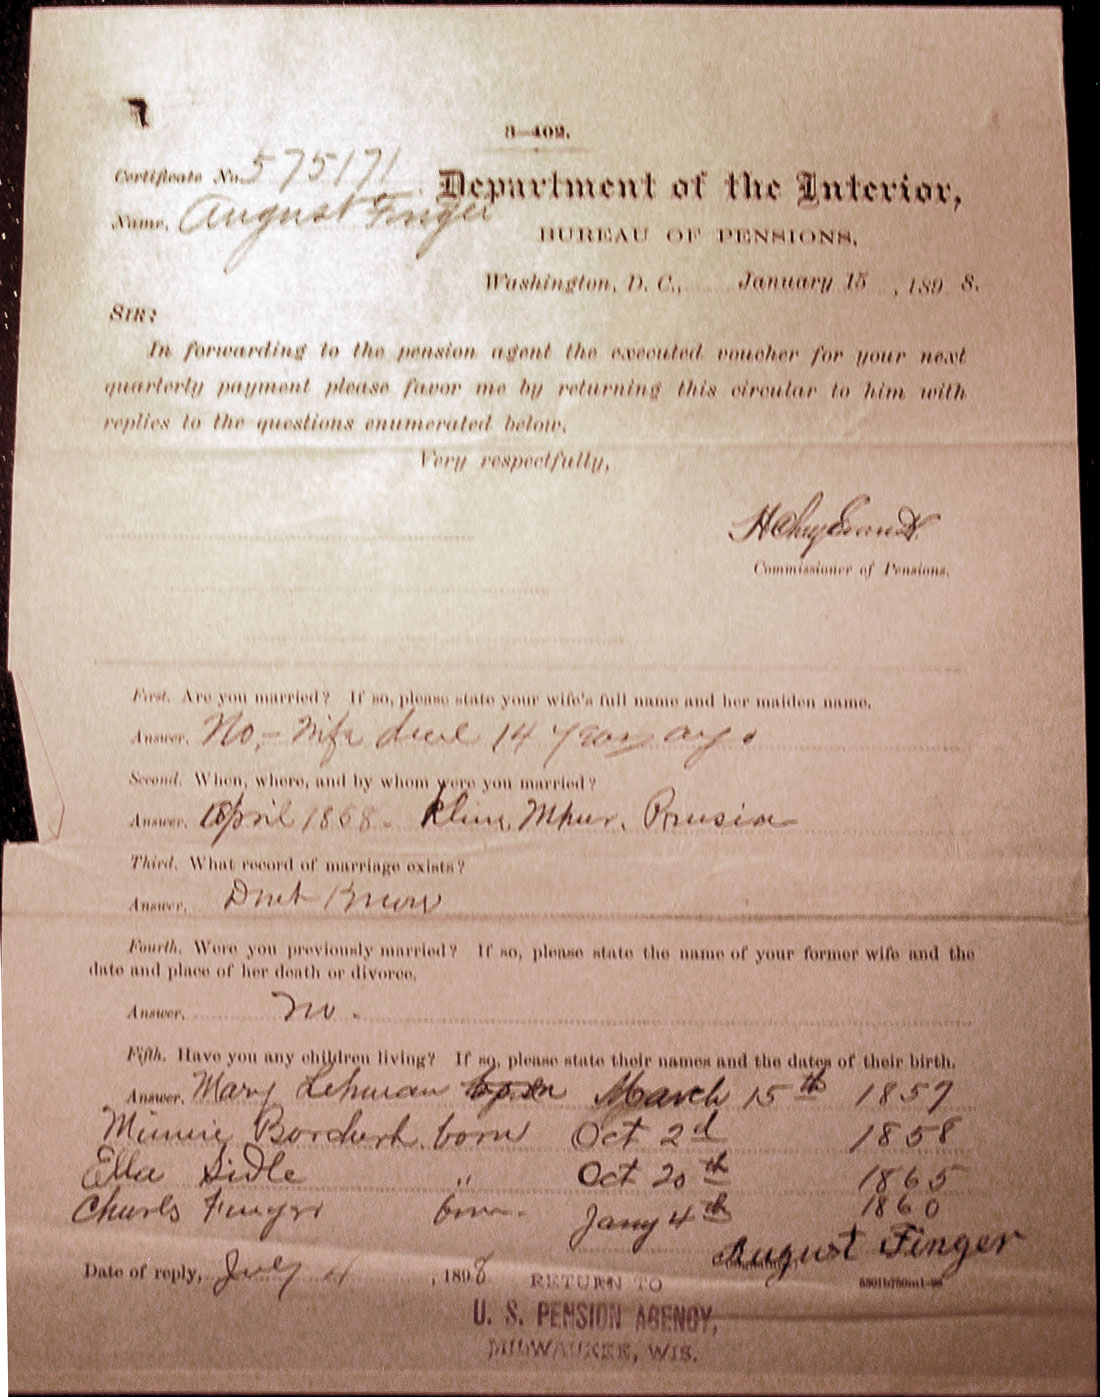 3—402.
Certificate No. 575171
Department of the Interior,
Name, August Finger
BUREAU OF PENSIONS,
Washington, D. C., January 15, 1898.
SIR:
In forwarding to the pension agent the executed voucher for your next
quarterly payment please favor me by returning this circular to him with
replies to the questions enumerated below.
Very respectfully,
H Clay Evans
Commissioner of Pensions.
First. Are you married? If so, please state your wife's full name and her maiden name.
Answer. No,- Wife died 14 years ago
Second. When, where, and by whom were you married?
Answer. April 1858.
Third. What record of marriage exists?
Answer. Dont Know
Fourth. Were you previously married? If so, please state the name of your former wife and the
date and place of her death or divorce.
Answer. no.
Fifth. Have you any children living? If so, please state their names and the dates of their birth.
Answer. Mary Lehman born March 15th 1857
Minnie Borchert born Oct 2d 1858
Ella Sidle " Oct 20th 1865
Charls Finger born Jany 4th 1860
August Finger
Date of reply, July 4, 1898
RETURN TO
U. S. PENSION AGENCY,
MILWAUKEE, WIS.